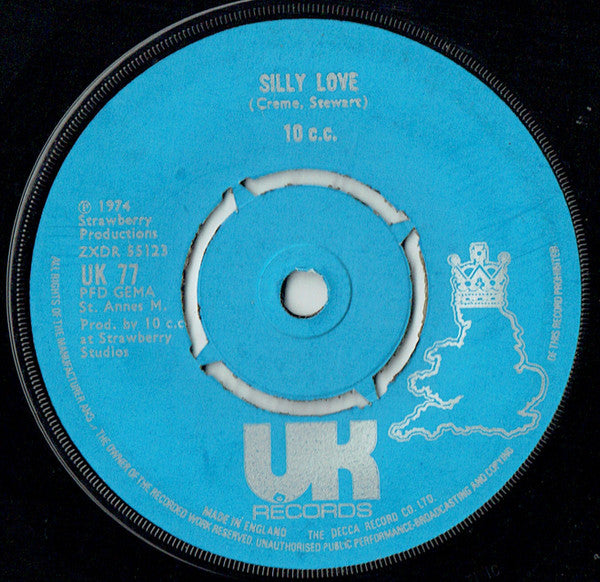 SILLY LOVE
(Creme, Stewart)
10 c.c.
℗ 1974
Strawberry
Productions
ZXDR 55123
UK 77
PFD GEMA
St. Annes M.
Prod. by 10 c.c.
at Strawberry
Studios
UK
RECORDS
MADE IN ENGLAND THE DECCA RECORD CO. LTD.
ALL RIGHTS OF THE MANUFACTURER AND - THE OWNER OF THE RECORDED WORK RESERVED. UNAUTHORISED PUBLIC PERFORMANCE-BROADCASTING AND COPYING OF THIS RECORD PROHIBITED